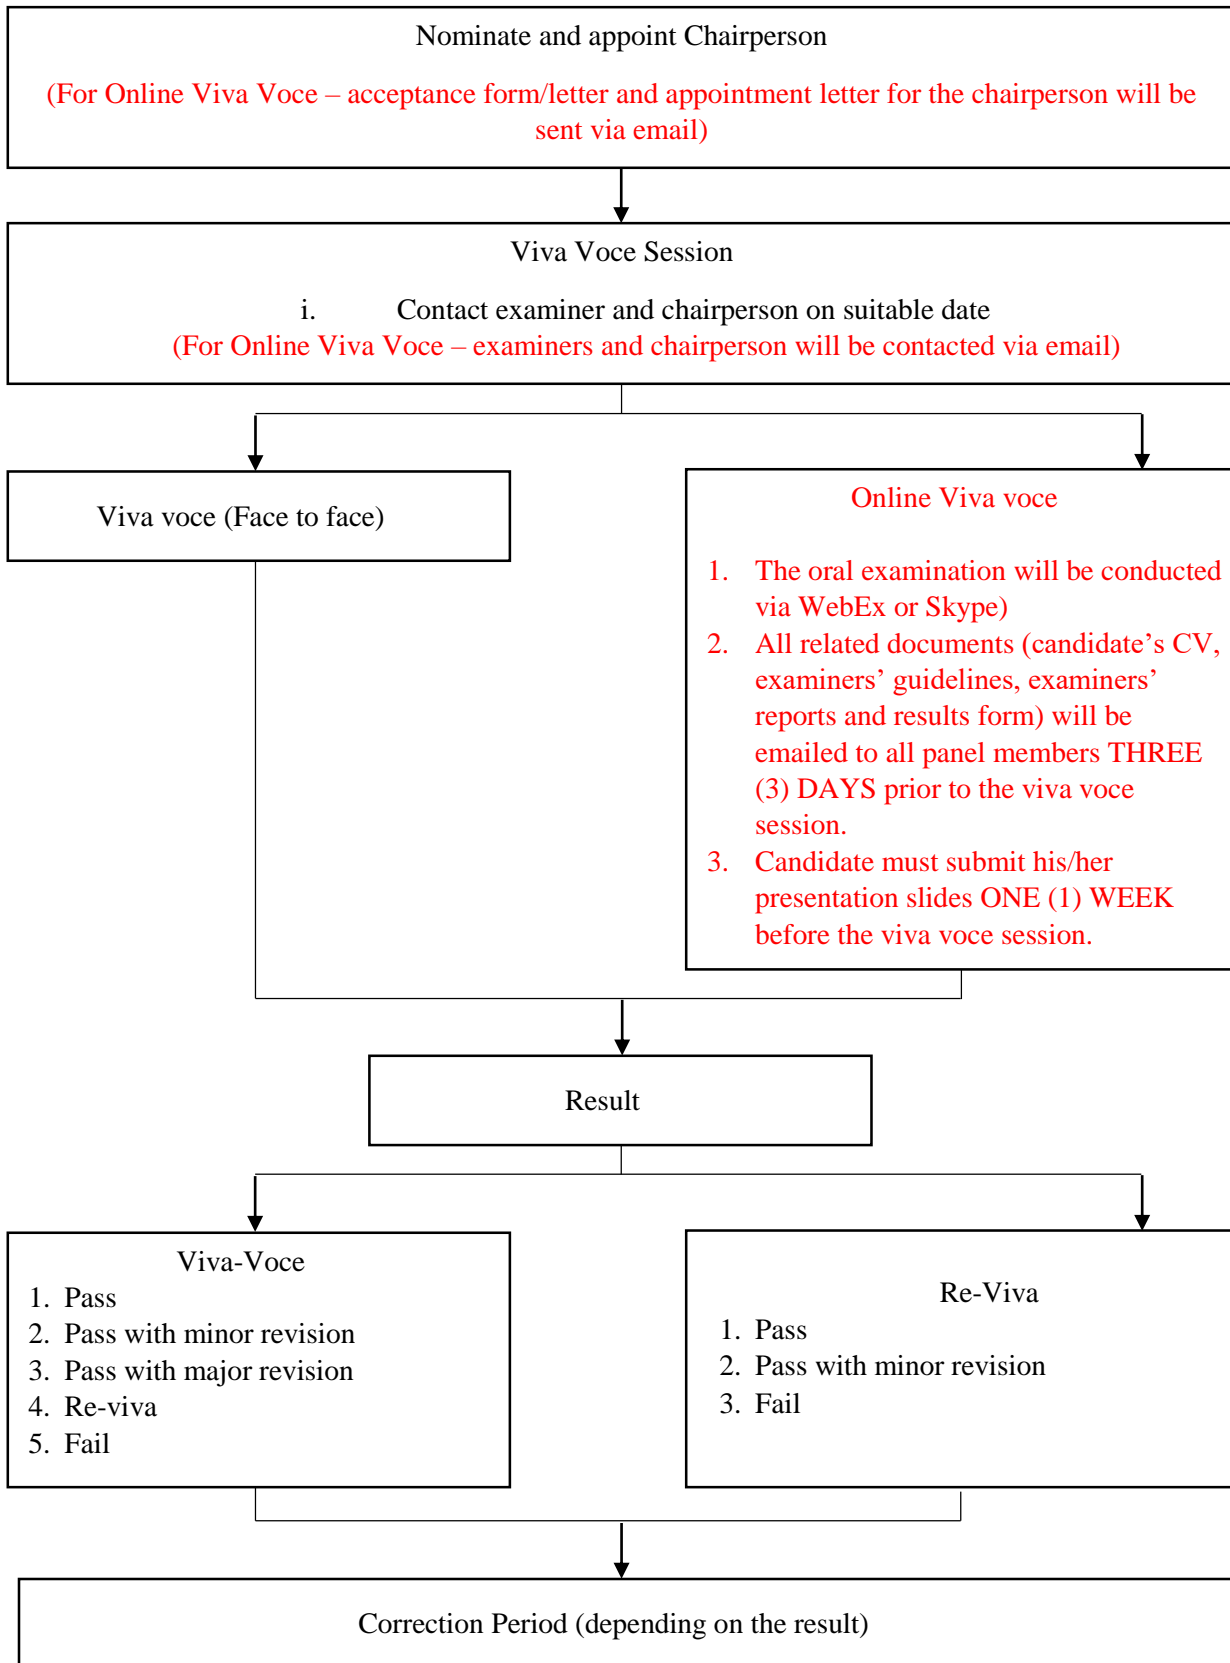 Nominate and appoint Chairperson
(For Online Viva Voce – acceptance form/letter and appointment letter for the chairperson will be
sent via email)
Viva Voce Session
i. Contact examiner and chairperson on suitable date
(For Online Viva Voce – examiners and chairperson will be contacted via email)
Viva voce (Face to face)
Online Viva voce
1. The oral examination will be conducted
via WebEx or Skype)
2. All related documents (candidate’s CV,
examiners’ guidelines, examiners’
reports and results form) will be
emailed to all panel members THREE
(3) DAYS prior to the viva voce
session.
3. Candidate must submit his/her
presentation slides ONE (1) WEEK
before the viva voce session.
Result
Viva-Voce
1. Pass
2. Pass with minor revision
3. Pass with major revision
4. Re-viva
5. Fail
Re-Viva
1. Pass
2. Pass with minor revision
3. Fail
Correction Period (depending on the result)